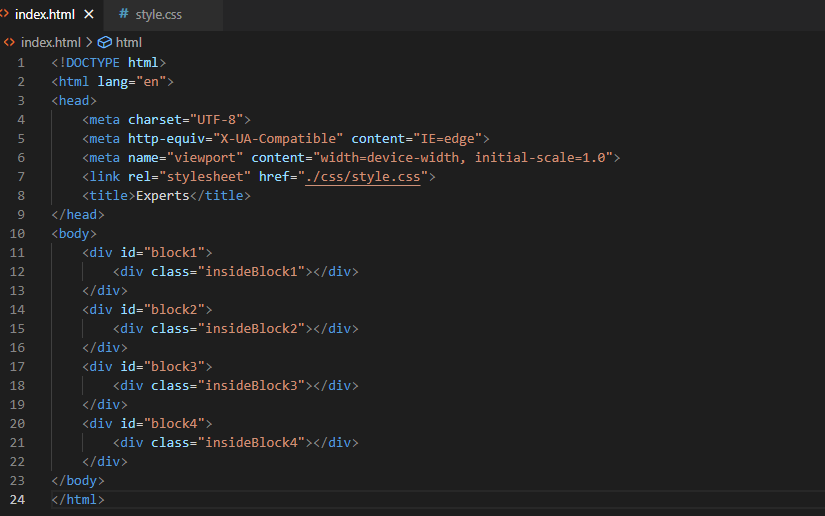 index.html × # style.css
index.html > html
1 <!DOCTYPE html>
2 <html lang="en">
3 <head>
4     <meta charset="UTF-8">
5     <meta http-equiv="X-UA-Compatible" content="IE=edge">
6     <meta name="viewport" content="width=device-width, initial-scale=1.0">
7     <link rel="stylesheet" href="./css/style.css">
8     <title>Experts</title>
9 </head>
10 <body>
11     <div id="block1">
12         <div class="insideBlock1"></div>
13     </div>
14     <div id="block2">
15         <div class="insideBlock2"></div>
16     </div>
17     <div id="block3">
18         <div class="insideBlock3"></div>
19     </div>
20     <div id="block4">
21         <div class="insideBlock4"></div>
22     </div>
23 </body>
24 </html>